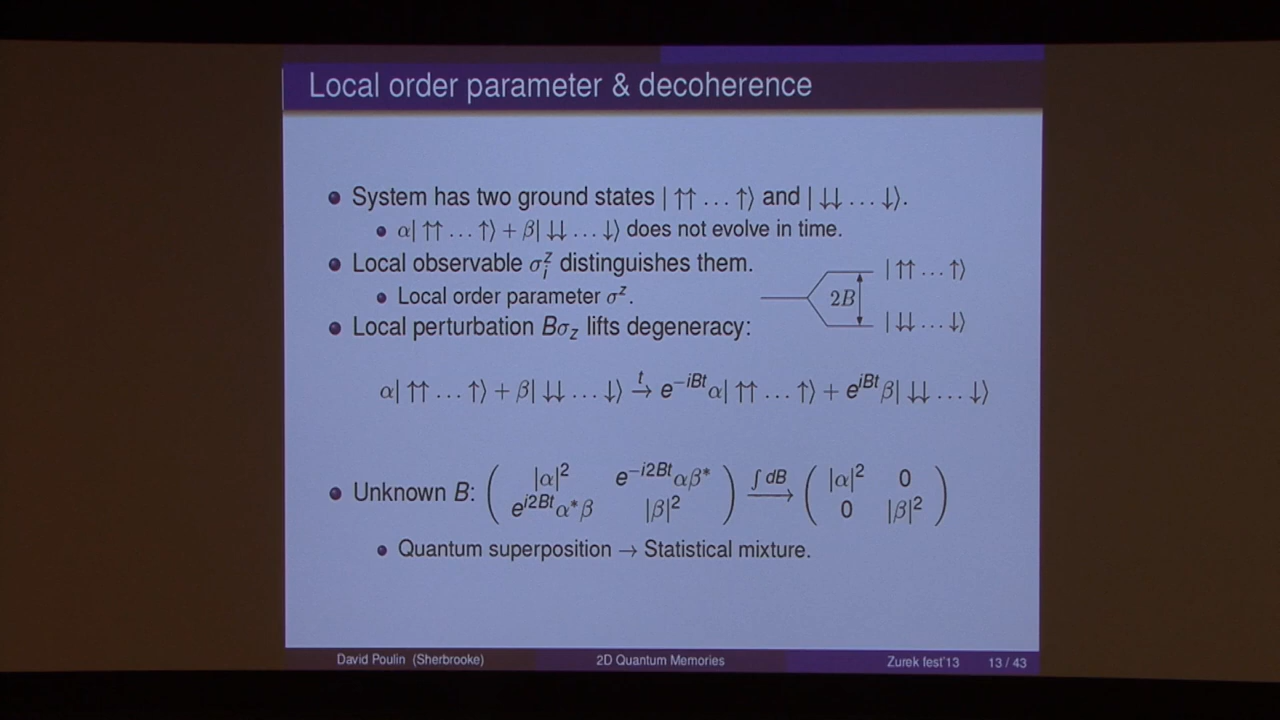 Local order parameter & decoherence
System has two ground states | ↑↑ … ↑⟩ and | ↓↓ … ↓⟩.
α| ↑↑ … ↑⟩ + β| ↓↓ … ↓⟩ does not evolve in time.
Local observable σᵢᶻ distinguishes them.
| ↑↑ … ↑⟩
Local order parameter σᶻ.
2B
| ↓↓ … ↓⟩
Local perturbation Bσ_z lifts degeneracy:
α| ↑↑ … ↑⟩ + β| ↓↓ … ↓⟩ →^t e^{−iBt}α| ↑↑ … ↑⟩ + e^{iBt}β| ↓↓ … ↓⟩
Unknown B: ( |α|² e^{−i2Bt}αβ* ; e^{i2Bt}α*β |β|² ) →^{∫dB} ( |α|² 0 ; 0 |β|² )
Quantum superposition → Statistical mixture.
David Poulin (Sherbrooke) 2D Quantum Memories Zurek fest'13 13 / 43